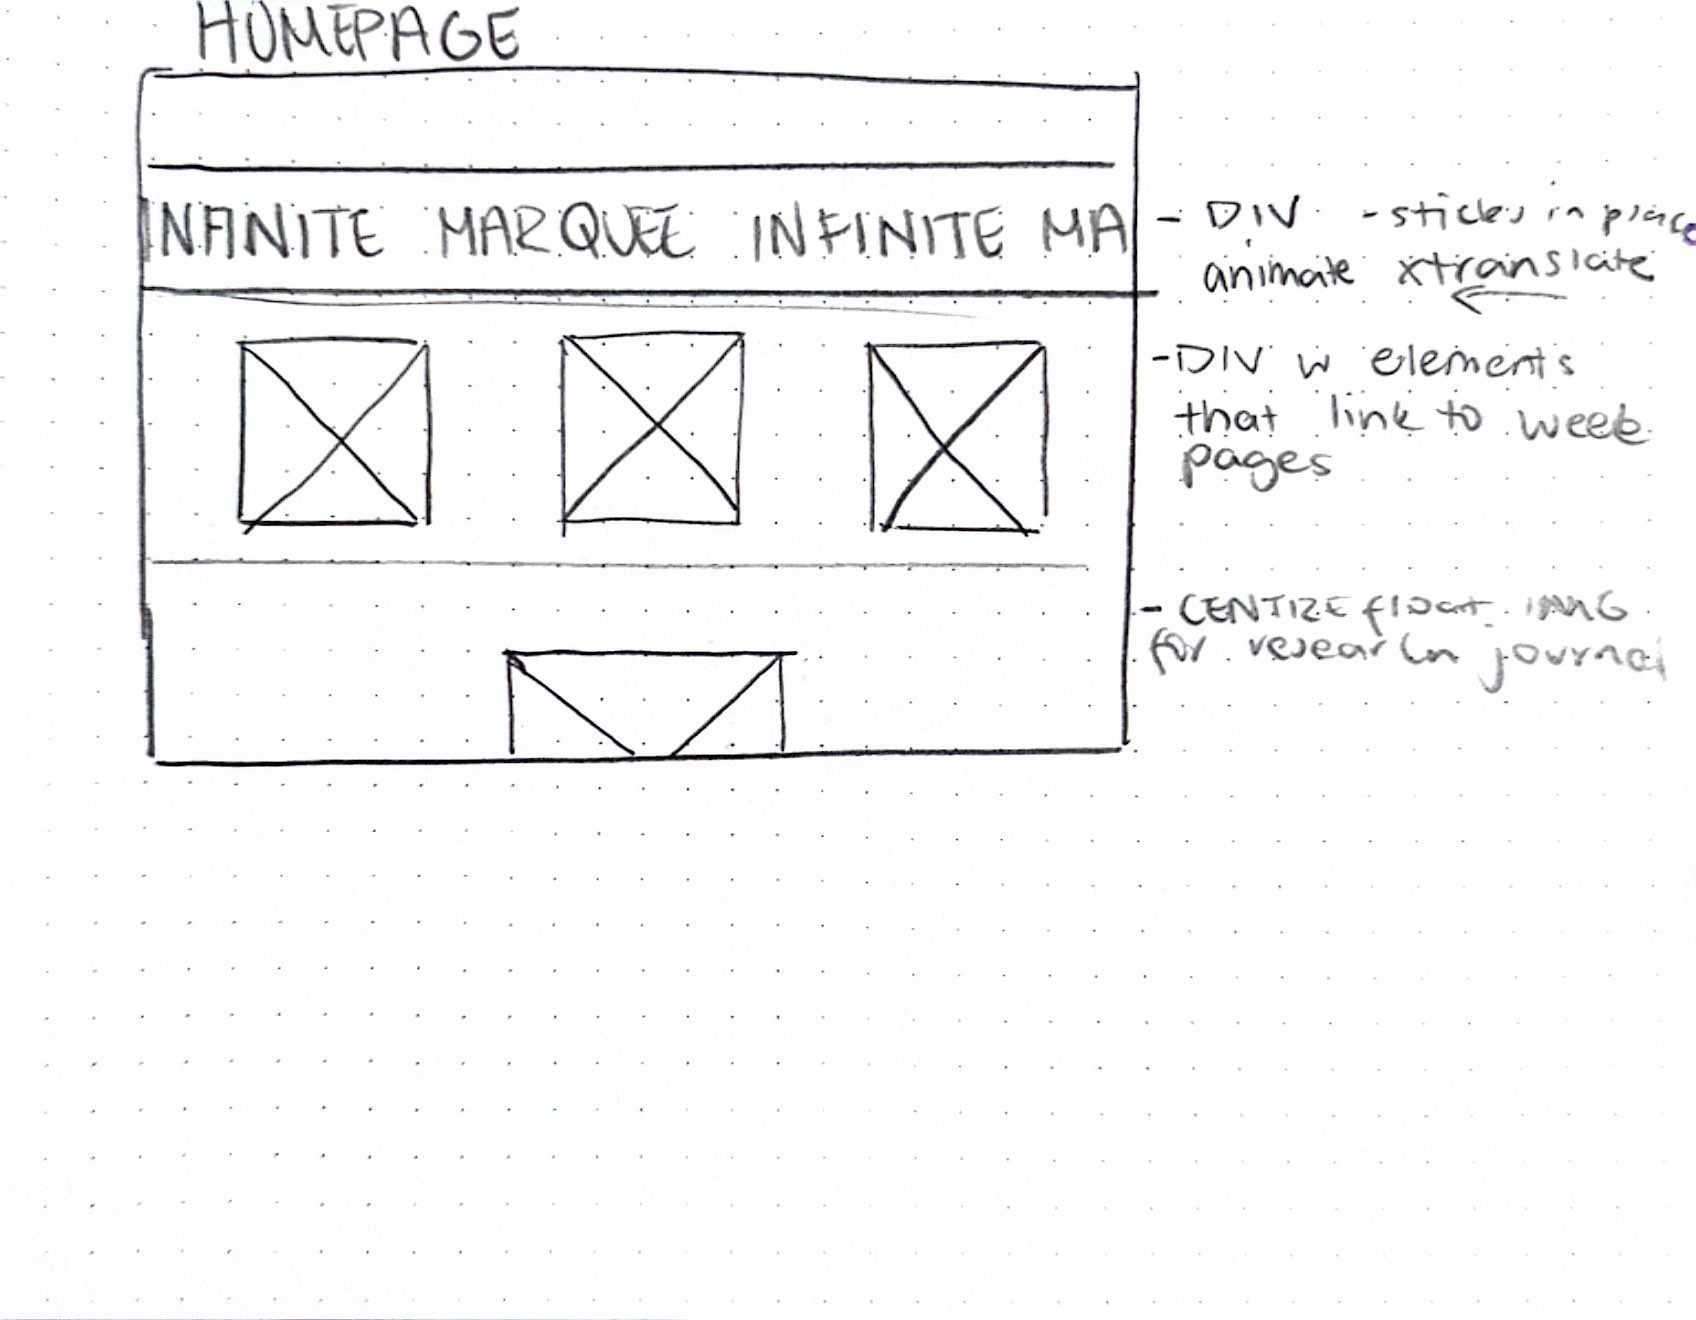 HOMEPAGE
INFINITE MARQUEE INFINITE MA
- DIV - sticks in place
animate xtranslate
- DIV w elements
that link to week
pages
- CENTRE float IMG
for research journal